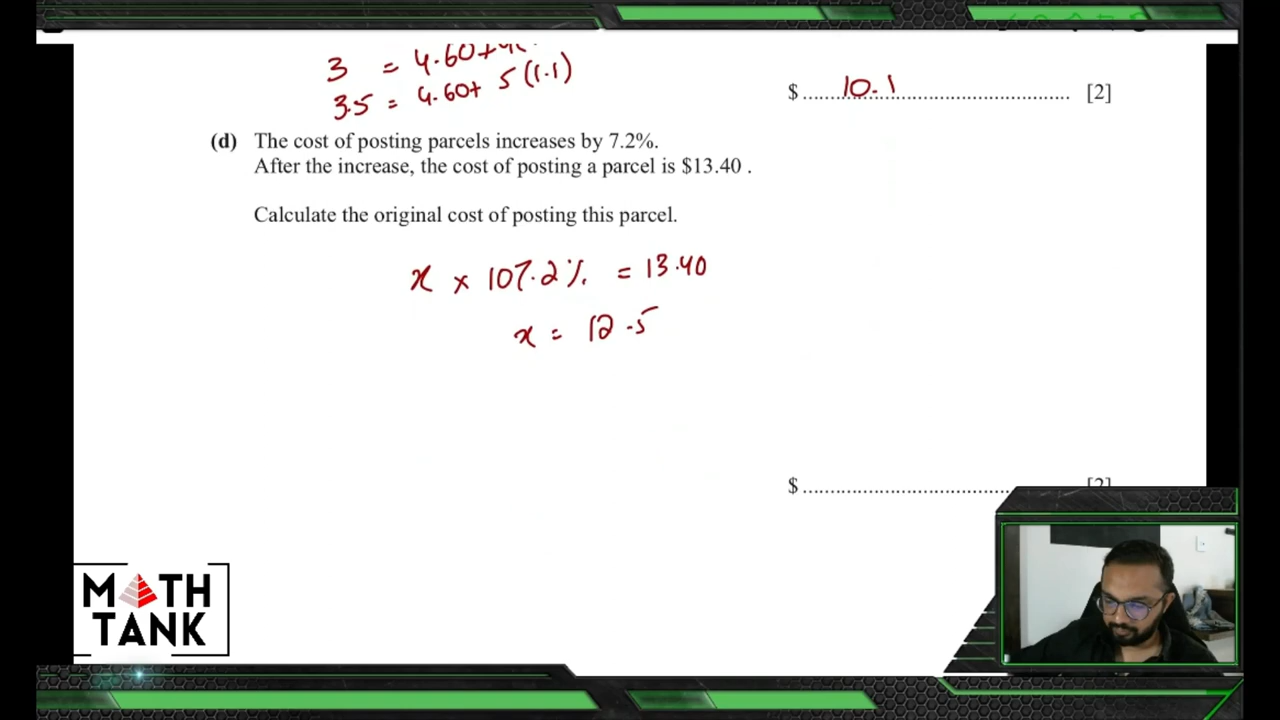 3 = 4.60+
3.5 = 4.60+ 5(1.1)
$ ........ 10.1 ........ [2]
(d) The cost of posting parcels increases by 7.2%.
After the increase, the cost of posting a parcel is $13.40 .
Calculate the original cost of posting this parcel.
x × 107.2% = 13.40
x = 12.5
$ ........ [2]
MATH
TANK